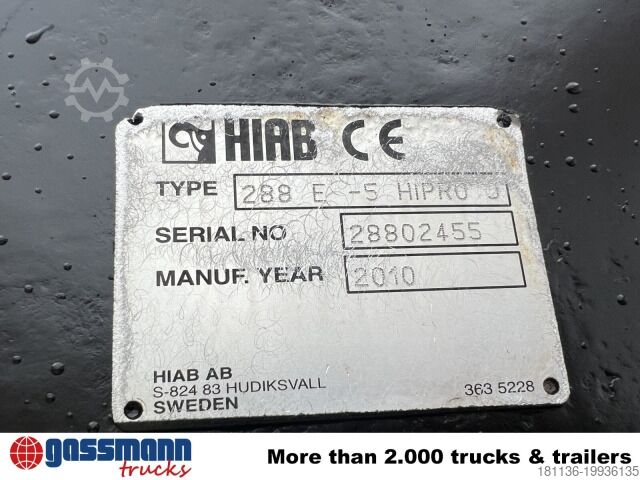 HIAB CE
TYPE 288 E -5 HIPRO J
SERIAL NO 28802455
MANUF. YEAR 2010
HIAB AB
S-824 83 HUDIKSVALL 363 5228
SWEDEN
gassmann trucks
More than 2.000 trucks & trailers
181136-19936135